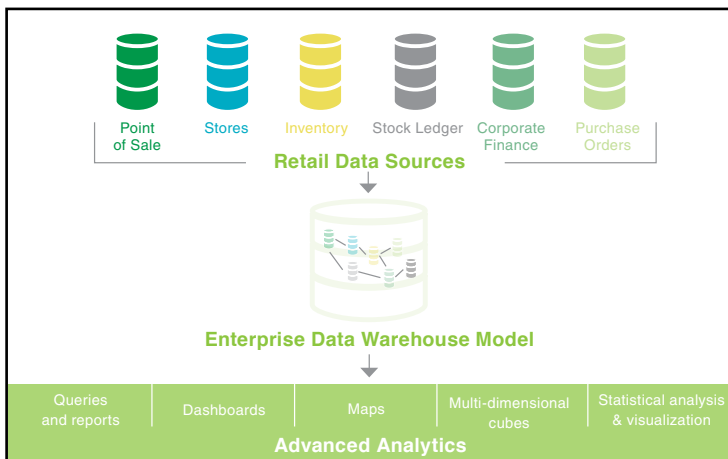 Point
of Sale
Stores
Inventory
Stock Ledger
Corporate
Finance
Purchase
Orders
Retail Data Sources
Enterprise Data Warehouse Model
Queries
and reports
Dashboards
Maps
Multi-dimensional
cubes
Statistical analysis
& visualization
Advanced Analytics